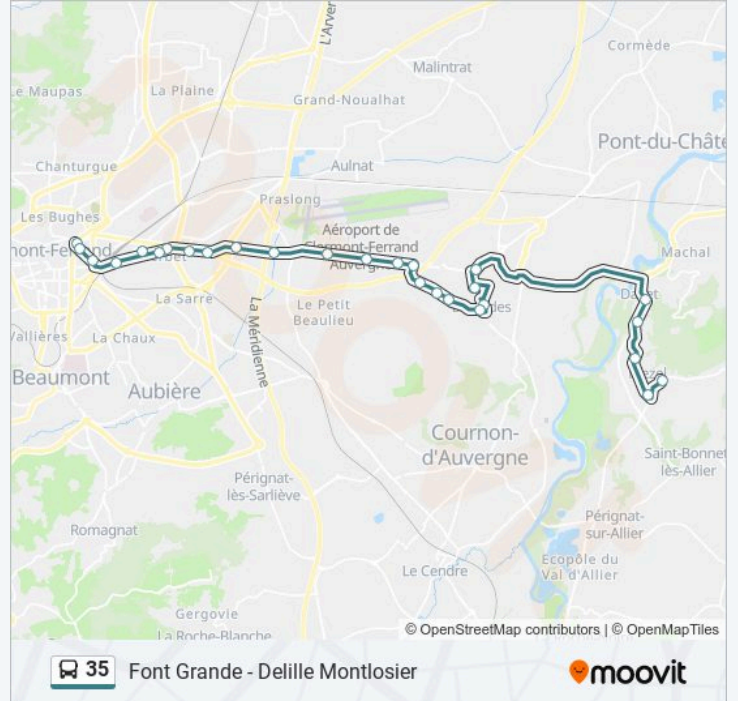 L'Arver
Cormède
Malintrat
e Maupas
La Plaine
Grand-Noualhat
Pont-du-Châte
Chanturgue
Aulnat
Praslong
Les Bughes
Aéroport de
Clermont-Ferrand
Auvergne
mont-Ferrand
Machal
La Sarre
Le Petit
Beaulieu
La Méridienne
Vallières
La Chaux
Beaumont
Aubière
Cournon-
d'Auvergne
Saint-Bonnet
lès-Allier
Pérignat-
lès-Sarliève
Pérignat-
sur-Allier
Romagnat
Ecopôle du
Val d'Allier
Le Cendre
Gergovie
La Roche-Blanche
© OpenStreetMap contributors | © OpenMapTiles
35 Font Grande - Delille Montlosier
moovit